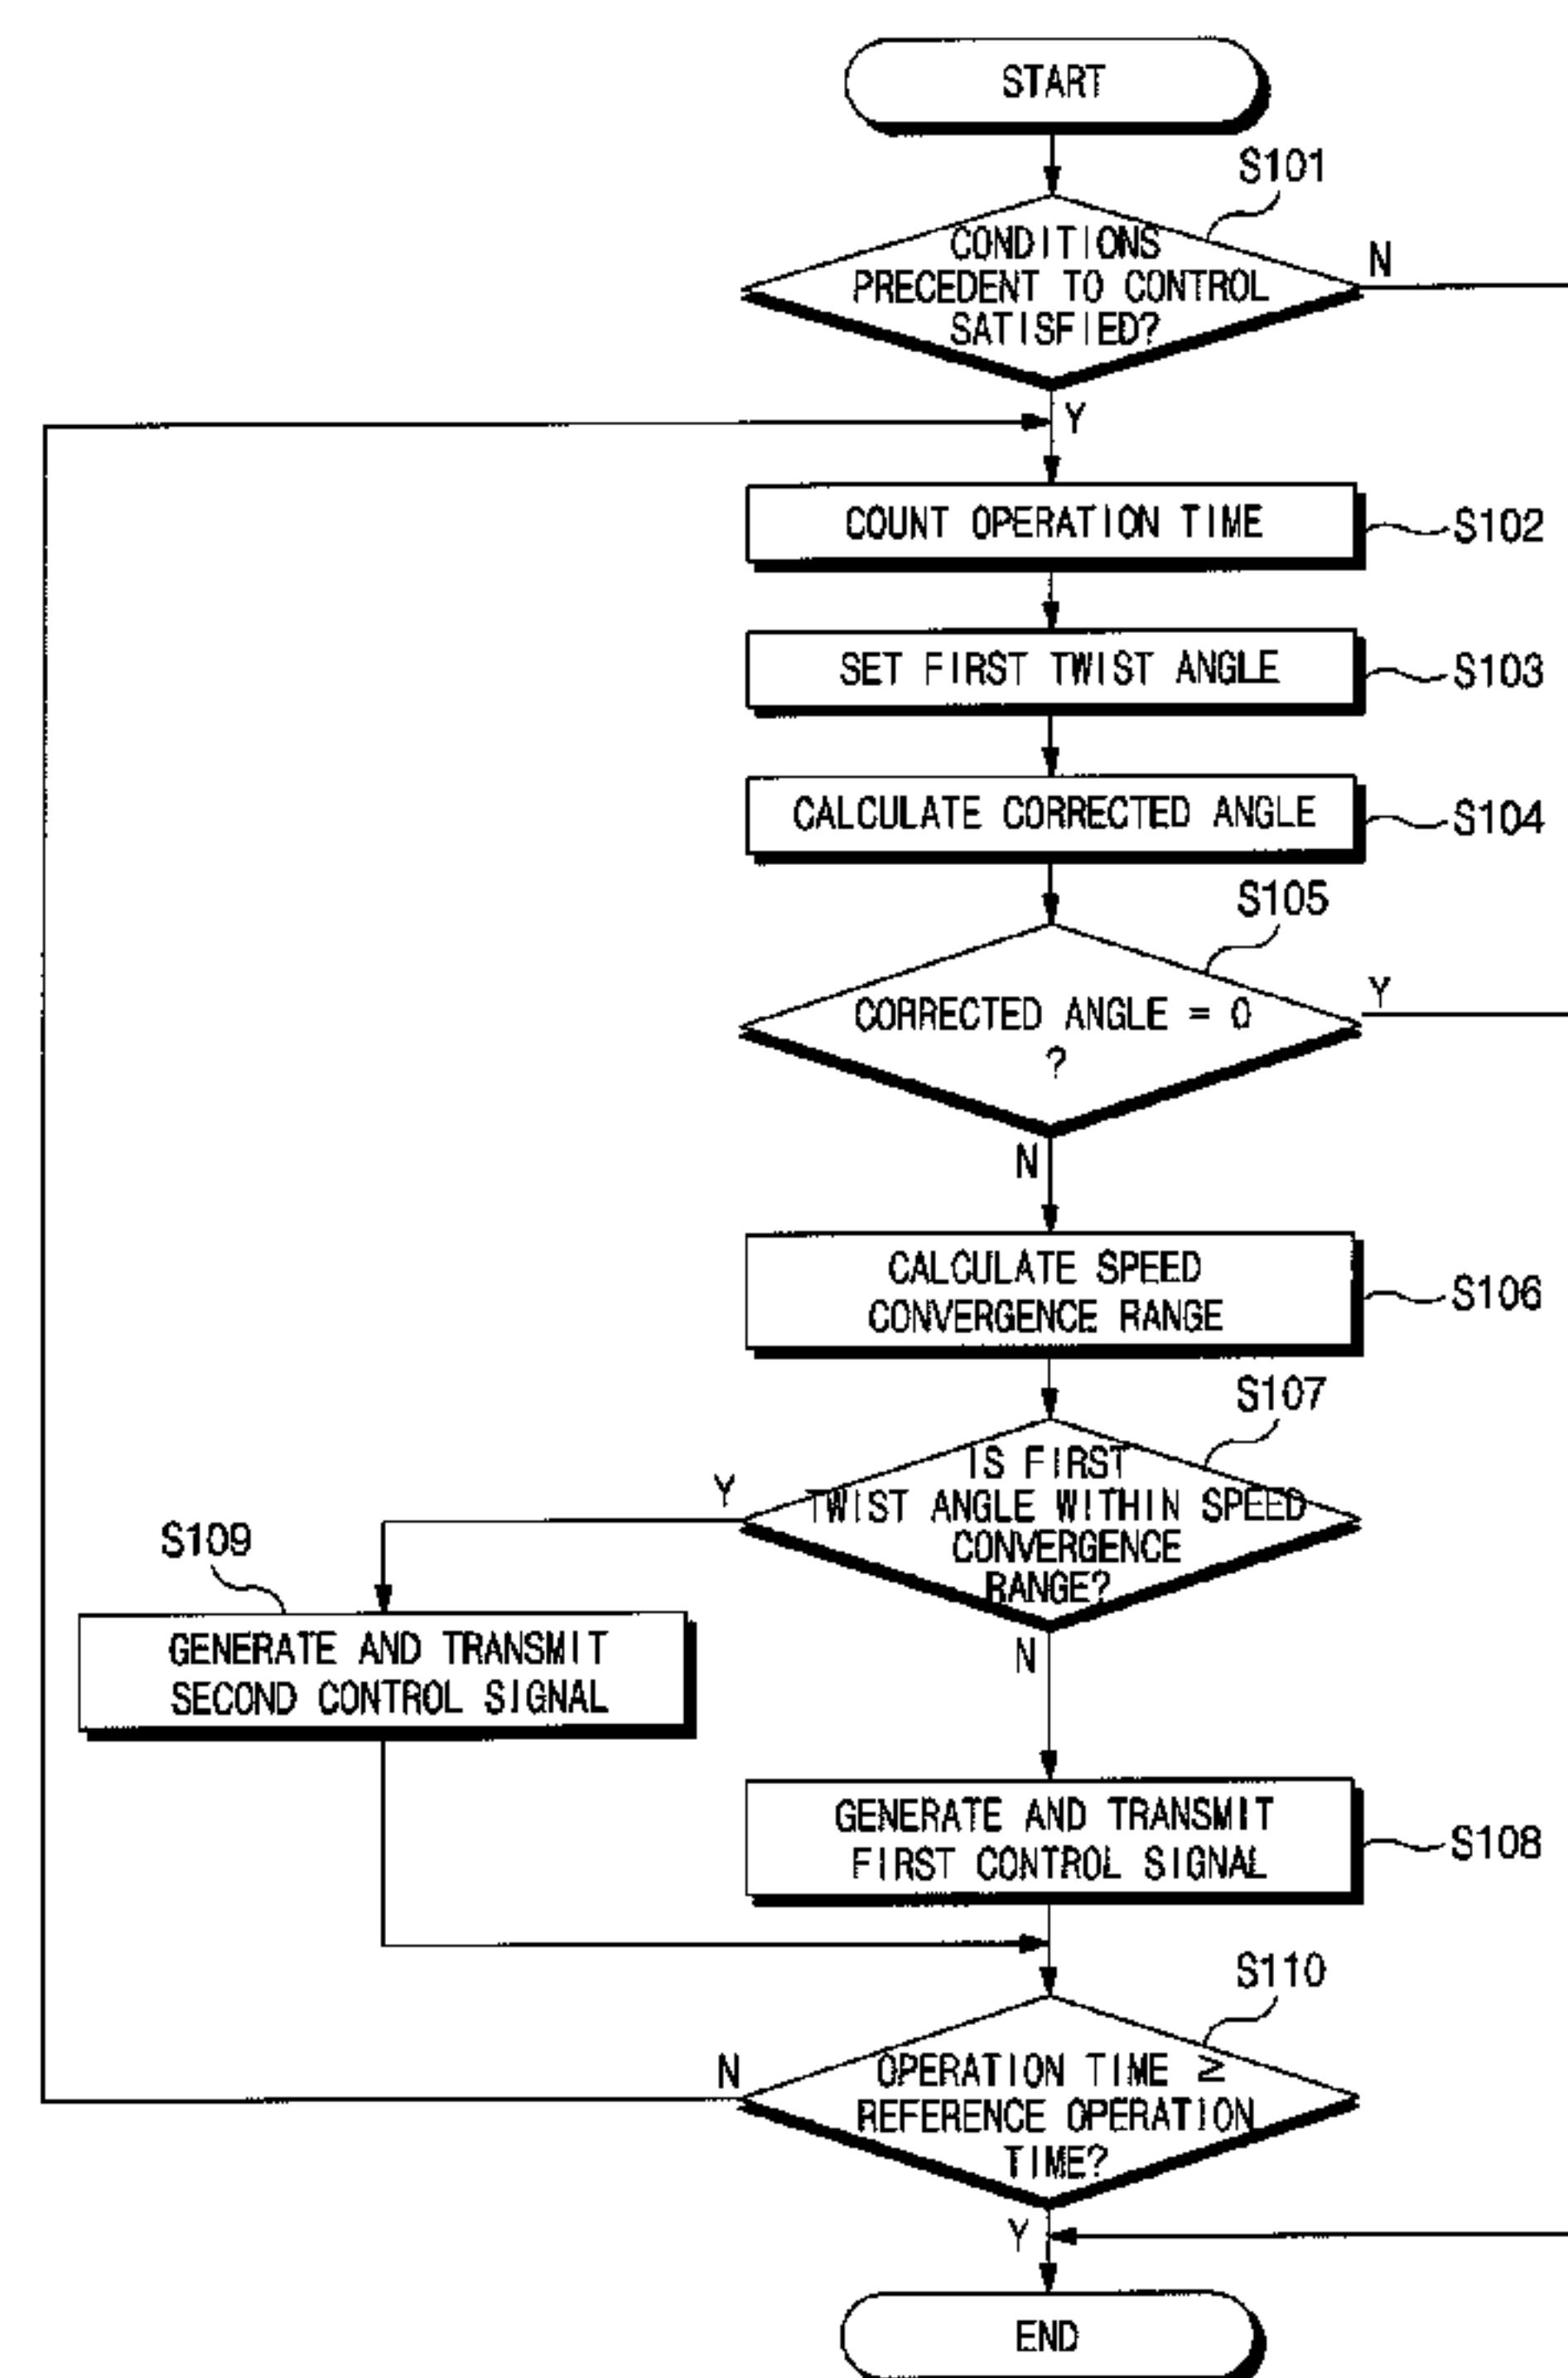 START
S101
CONDITIONS
PRECEDENT TO CONTROL
SATISFIED?
N
Y
COUNT OPERATION TIME
S102
SET FIRST TWIST ANGLE
S103
CALCULATE CORRECTED ANGLE
S104
S105
CORRECTED ANGLE = 0
?
Y
N
CALCULATE SPEED
CONVERGENCE RANGE
S106
S107
IS FIRST
TWIST ANGLE WITHIN SPEED
CONVERGENCE
RANGE?
Y
N
S109
GENERATE AND TRANSMIT
SECOND CONTROL SIGNAL
GENERATE AND TRANSMIT
FIRST CONTROL SIGNAL
S108
S110
OPERATION TIME ≥
REFERENCE OPERATION
TIME?
N
Y
END